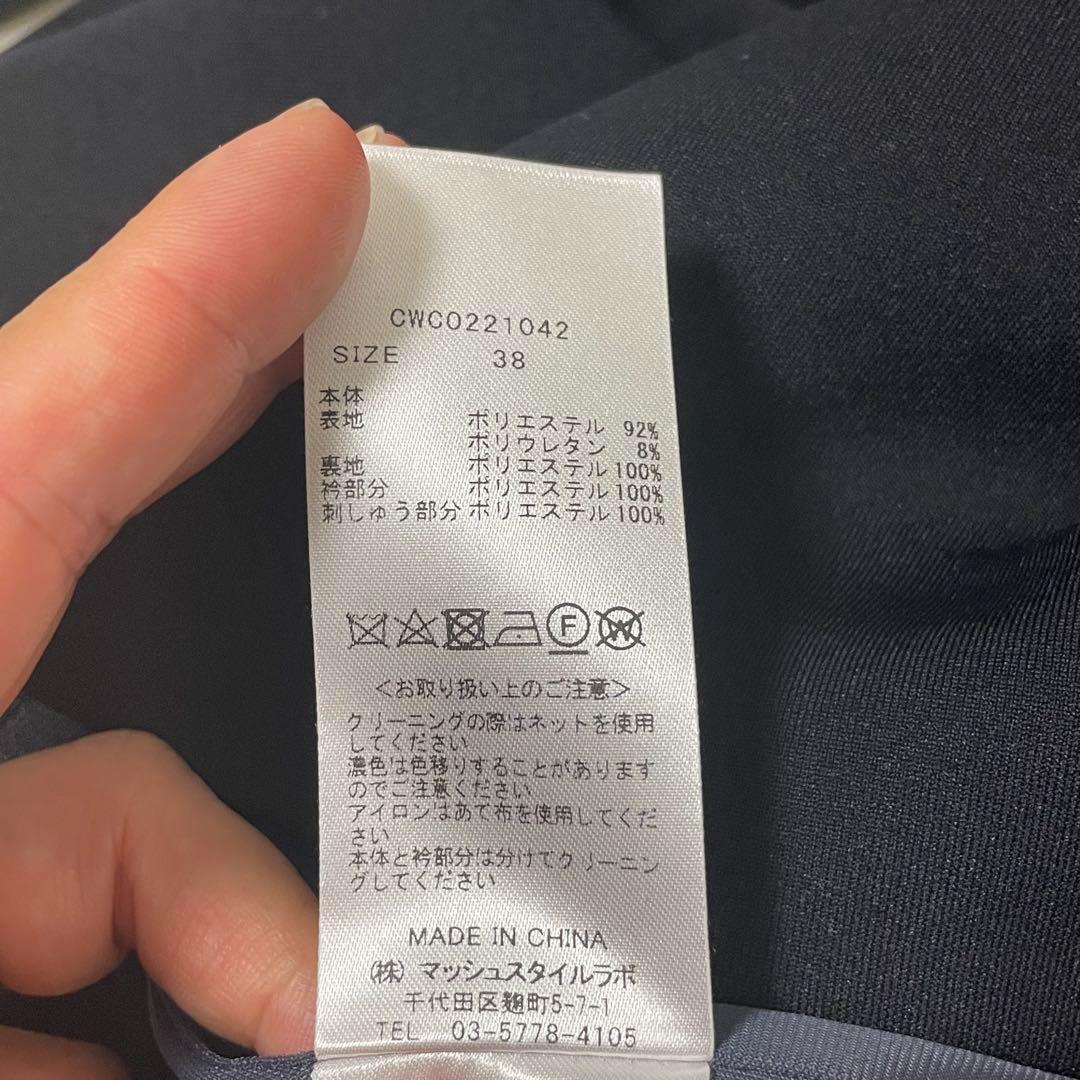 CWC0221042
SIZE 38
本体
表地 ポリエステル 92%
ポリウレタン 8%
裏地 ポリエステル 100%
衿部分 ポリエステル 100%
刺しゅう部分 ポリエステル 100%
F W
<お取り扱い上のご注意>
クリーニングの際はネットを使用
してください
濃色は色移りすることがあります
のでご注意ください
アイロンはあて布を使用してくだ
さい
本体と衿部分は分けてクリーニン
グしてください
MADE IN CHINA
(株) マッシュスタイルラボ
千代田区麹町5-7-1
TEL 03-5778-4105